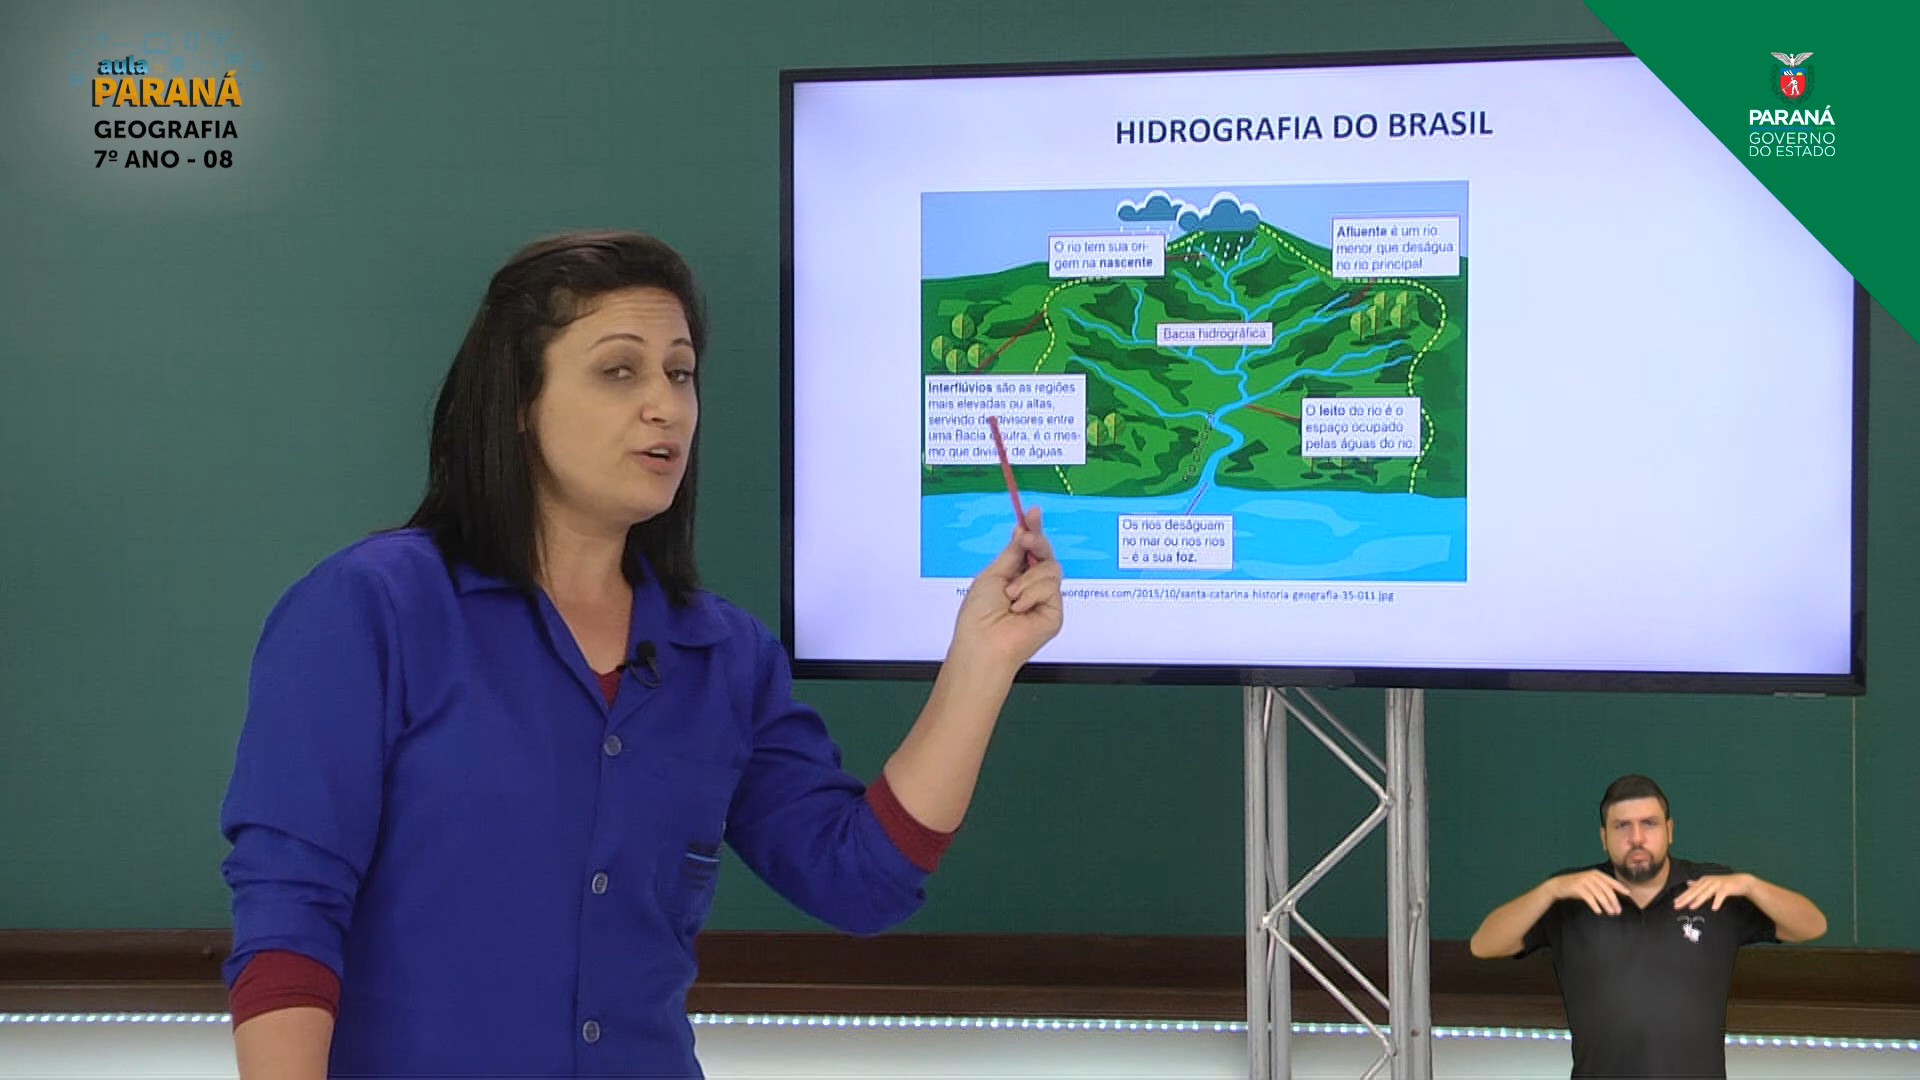 aula
PARANÁ
GEOGRAFIA
7º ANO - 08
HIDROGRAFIA DO BRASIL
O rio tem sua ori-
gem na nascente
Afluente é um rio
menor que deságua
no rio principal.
Bacia hidrográfica
Interflúvios são as regiões
mais elevadas ou altas,
servindo de divisores entre
uma Bacia e outra, é o mes-
mo que divisor de águas.
O leito do rio é o
espaço ocupado
pelas águas do rio.
Os rios deságuam
no mar ou nos rios
– é a sua foz.
wordpress.com/2015/10/santa-catarina-historia-geografia-35-011.jpg
PARANÁ
GOVERNO
DO ESTADO